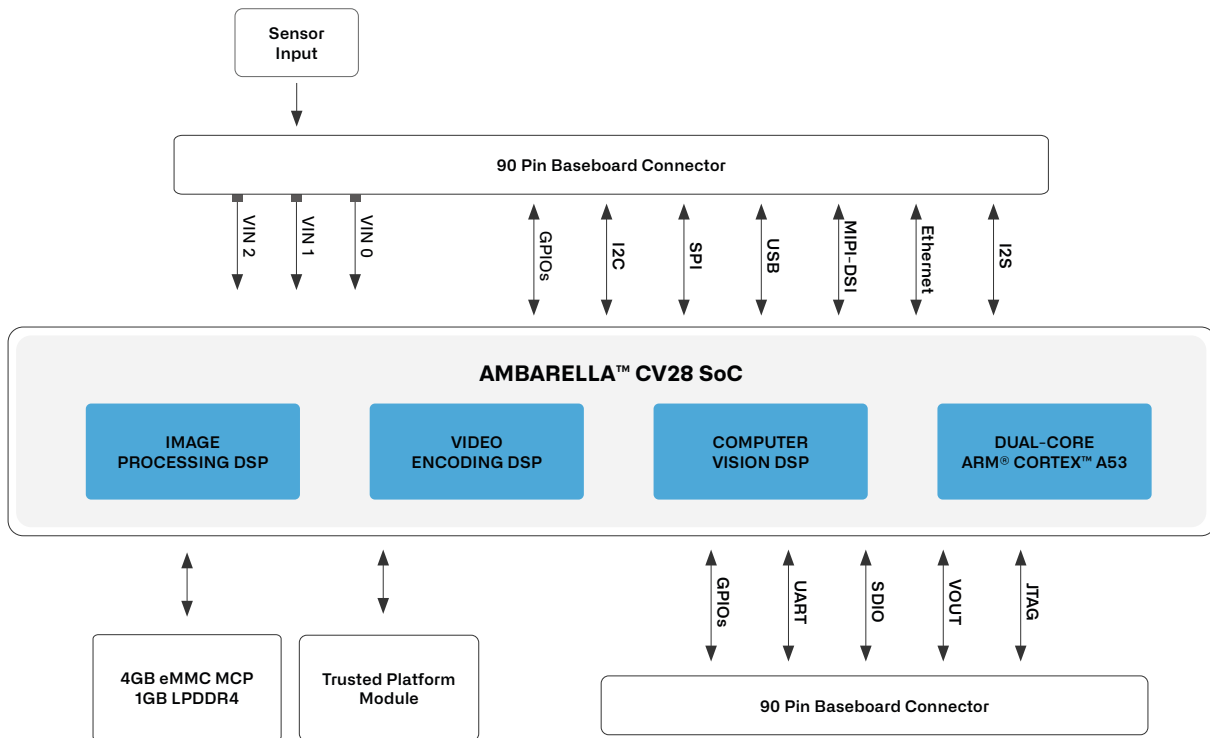 Sensor
Input
90 Pin Baseboard Connector
VIN 2
VIN 1
VIN 0
GPIOs
I2C
SPI
USB
MIPI-DSI
Ethernet
I2S
AMBARELLA™ CV28 SoC
IMAGE
PROCESSING DSP
VIDEO
ENCODING DSP
COMPUTER
VISION DSP
DUAL-CORE
ARM® CORTEX™ A53
GPIOs
UART
SDIO
VOUT
JTAG
4GB eMMC MCP
1GB LPDDR4
Trusted Platform
Module
90 Pin Baseboard Connector